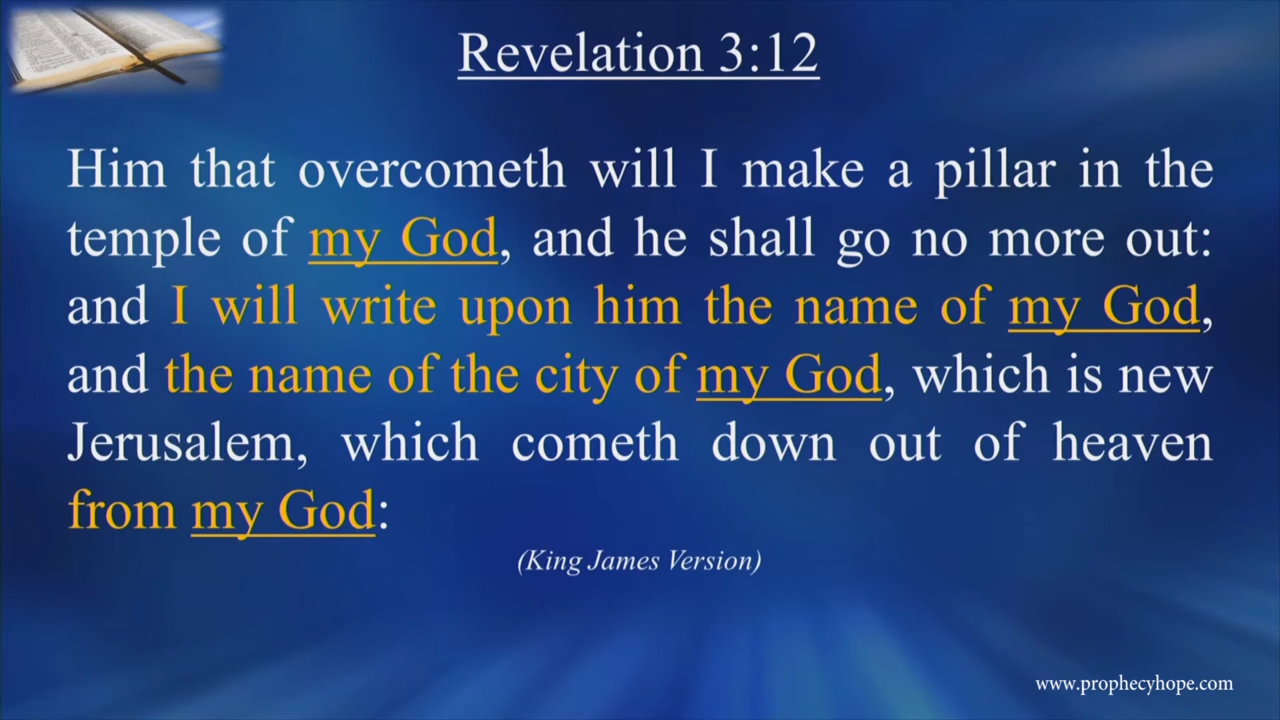 Revelation 3:12
Him that overcometh will I make a pillar in the
temple of my God, and he shall go no more out:
and I will write upon him the name of my God,
and the name of the city of my God, which is new
Jerusalem, which cometh down out of heaven
from my God:
(King James Version)
www.prophecyhope.com